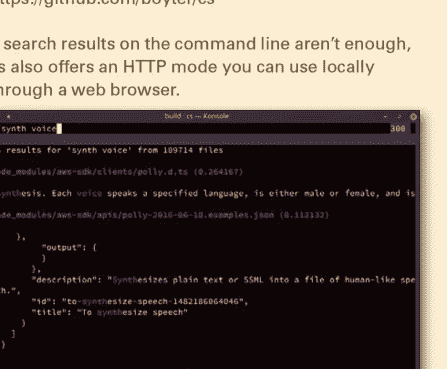 ttps://github.com/boyter/cs
search results on the command line aren't enough,
s also offers an HTTP mode you can use locally
hrough a web browser.
build : cs — Konsole
synth voice 300
results for 'synth voice' from 109714 files
de_modules/aws-sdk/clients/polly.d.ts (0.264167)
ynthesis. Each voice speaks a specified language, is either male or female, and is
de_modules/aws-sdk/apis/polly-2016-06-10.examples.json (0.112132)
},
"output": {
}
},
"description": "Synthesizes plain text or SSML into a file of human-like spe
ch.",
"id": "to-synthesize-speech-1482186064046",
"title": "To synthesize speech"
}
]
}